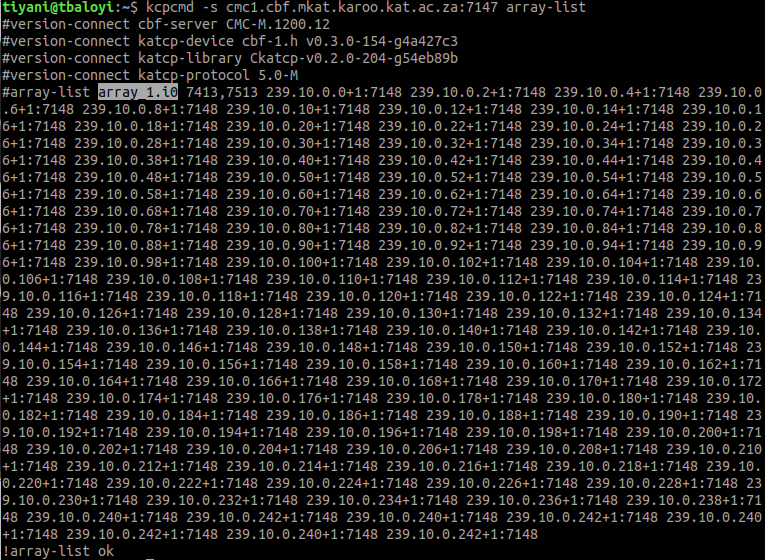 tiyani@tbaloyi:~$ kcpcmd -s cmc1.cbf.mkat.karoo.kat.ac.za:7147 array-list
#version-connect cbf-server CMC-M.1200.12
#version-connect katcp-device cbf-1.h v0.3.0-154-g4a427c3
#version-connect katcp-library Ckatcp-v0.2.0-204-g54eb89b
#version-connect katcp-protocol 5.0-M
#array-list array_1.i0 7413,7513 239.10.0.0+1:7148 239.10.0.2+1:7148 239.10.0.4+1:7148 239.10.0
.6+1:7148 239.10.0.8+1:7148 239.10.0.10+1:7148 239.10.0.12+1:7148 239.10.0.14+1:7148 239.10.0.1
6+1:7148 239.10.0.18+1:7148 239.10.0.20+1:7148 239.10.0.22+1:7148 239.10.0.24+1:7148 239.10.0.2
6+1:7148 239.10.0.28+1:7148 239.10.0.30+1:7148 239.10.0.32+1:7148 239.10.0.34+1:7148 239.10.0.3
6+1:7148 239.10.0.38+1:7148 239.10.0.40+1:7148 239.10.0.42+1:7148 239.10.0.44+1:7148 239.10.0.4
6+1:7148 239.10.0.48+1:7148 239.10.0.50+1:7148 239.10.0.52+1:7148 239.10.0.54+1:7148 239.10.0.5
6+1:7148 239.10.0.58+1:7148 239.10.0.60+1:7148 239.10.0.62+1:7148 239.10.0.64+1:7148 239.10.0.6
6+1:7148 239.10.0.68+1:7148 239.10.0.70+1:7148 239.10.0.72+1:7148 239.10.0.74+1:7148 239.10.0.7
6+1:7148 239.10.0.78+1:7148 239.10.0.80+1:7148 239.10.0.82+1:7148 239.10.0.84+1:7148 239.10.0.8
6+1:7148 239.10.0.88+1:7148 239.10.0.90+1:7148 239.10.0.92+1:7148 239.10.0.94+1:7148 239.10.0.9
6+1:7148 239.10.0.98+1:7148 239.10.0.100+1:7148 239.10.0.102+1:7148 239.10.0.104+1:7148 239.10.
0.106+1:7148 239.10.0.108+1:7148 239.10.0.110+1:7148 239.10.0.112+1:7148 239.10.0.114+1:7148 23
9.10.0.116+1:7148 239.10.0.118+1:7148 239.10.0.120+1:7148 239.10.0.122+1:7148 239.10.0.124+1:71
48 239.10.0.126+1:7148 239.10.0.128+1:7148 239.10.0.130+1:7148 239.10.0.132+1:7148 239.10.0.134
+1:7148 239.10.0.136+1:7148 239.10.0.138+1:7148 239.10.0.140+1:7148 239.10.0.142+1:7148 239.10.
0.144+1:7148 239.10.0.146+1:7148 239.10.0.148+1:7148 239.10.0.150+1:7148 239.10.0.152+1:7148 23
9.10.0.154+1:7148 239.10.0.156+1:7148 239.10.0.158+1:7148 239.10.0.160+1:7148 239.10.0.162+1:71
48 239.10.0.164+1:7148 239.10.0.166+1:7148 239.10.0.168+1:7148 239.10.0.170+1:7148 239.10.0.172
+1:7148 239.10.0.174+1:7148 239.10.0.176+1:7148 239.10.0.178+1:7148 239.10.0.180+1:7148 239.10.
0.182+1:7148 239.10.0.184+1:7148 239.10.0.186+1:7148 239.10.0.188+1:7148 239.10.0.190+1:7148 23
9.10.0.192+1:7148 239.10.0.194+1:7148 239.10.0.196+1:7148 239.10.0.198+1:7148 239.10.0.200+1:71
48 239.10.0.202+1:7148 239.10.0.204+1:7148 239.10.0.206+1:7148 239.10.0.208+1:7148 239.10.0.210
+1:7148 239.10.0.212+1:7148 239.10.0.214+1:7148 239.10.0.216+1:7148 239.10.0.218+1:7148 239.10.
0.220+1:7148 239.10.0.222+1:7148 239.10.0.224+1:7148 239.10.0.226+1:7148 239.10.0.228+1:7148 23
9.10.0.230+1:7148 239.10.0.232+1:7148 239.10.0.234+1:7148 239.10.0.236+1:7148 239.10.0.238+1:71
48 239.10.0.240+1:7148 239.10.0.242+1:7148 239.10.0.240+1:7148 239.10.0.242+1:7148 239.10.0.240
+1:7148 239.10.0.242+1:7148 239.10.0.240+1:7148 239.10.0.242+1:7148
!array-list ok